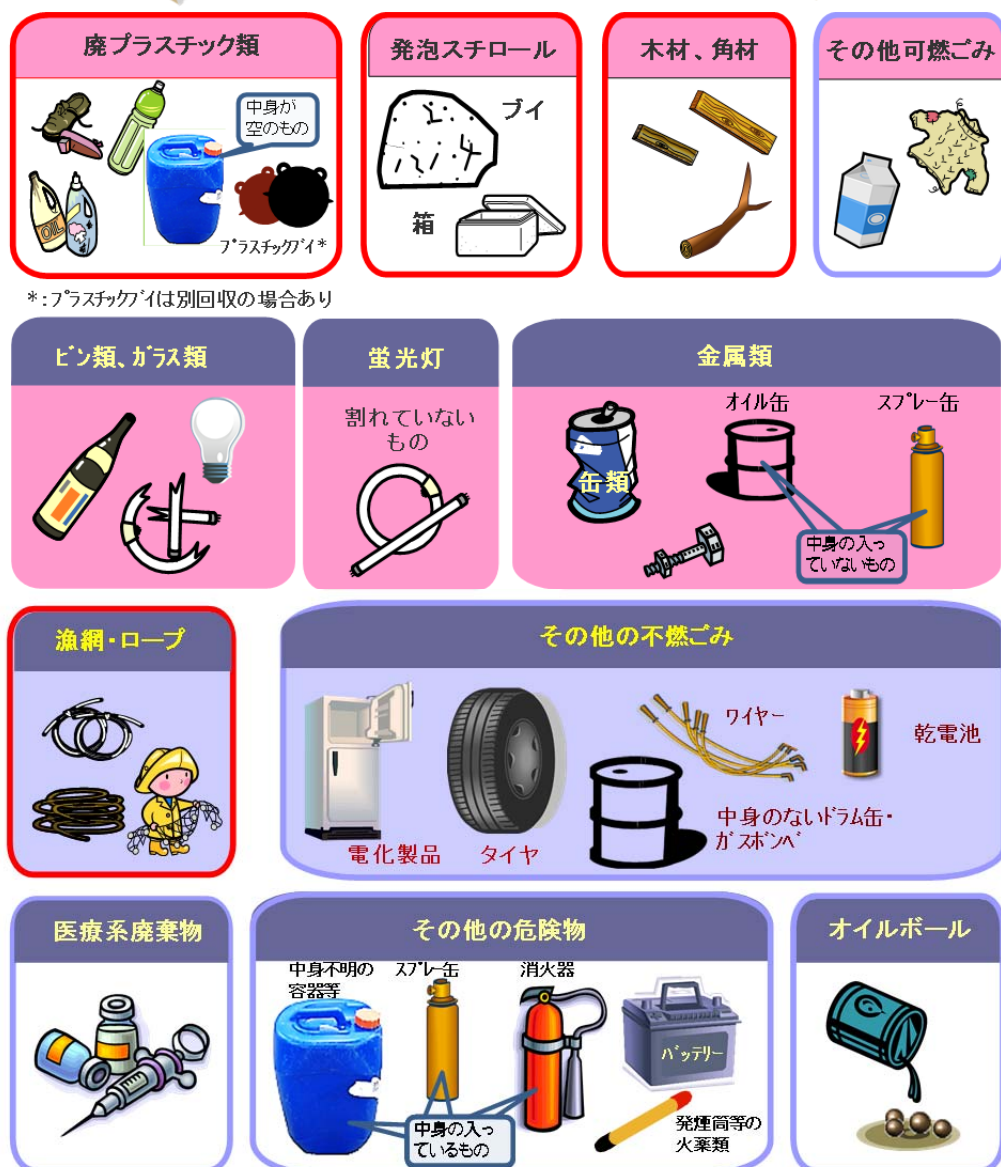 廃プラスチック類
中身が
空のもの
OIL
プラスチックブイ*
発泡スチロール
ブイ
箱
木材、角材
その他可燃ごみ
*:プラスチックブイは別回収の場合あり
ビン類、ガラス類
蛍光灯
割れていない
もの
金属類
缶類
オイル缶
スプレー缶
中身の入っ
ていないもの
漁網・ロープ
その他の不燃ごみ
電化製品
タイヤ
ワイヤー
乾電池
中身のないドラム缶・
ガスボンベ
医療系廃棄物
その他の危険物
中身不明の
容器等
スプレー缶
消火器
バッテリー
中身の入っ
ているもの
発煙筒等の
火薬類
オイルボール